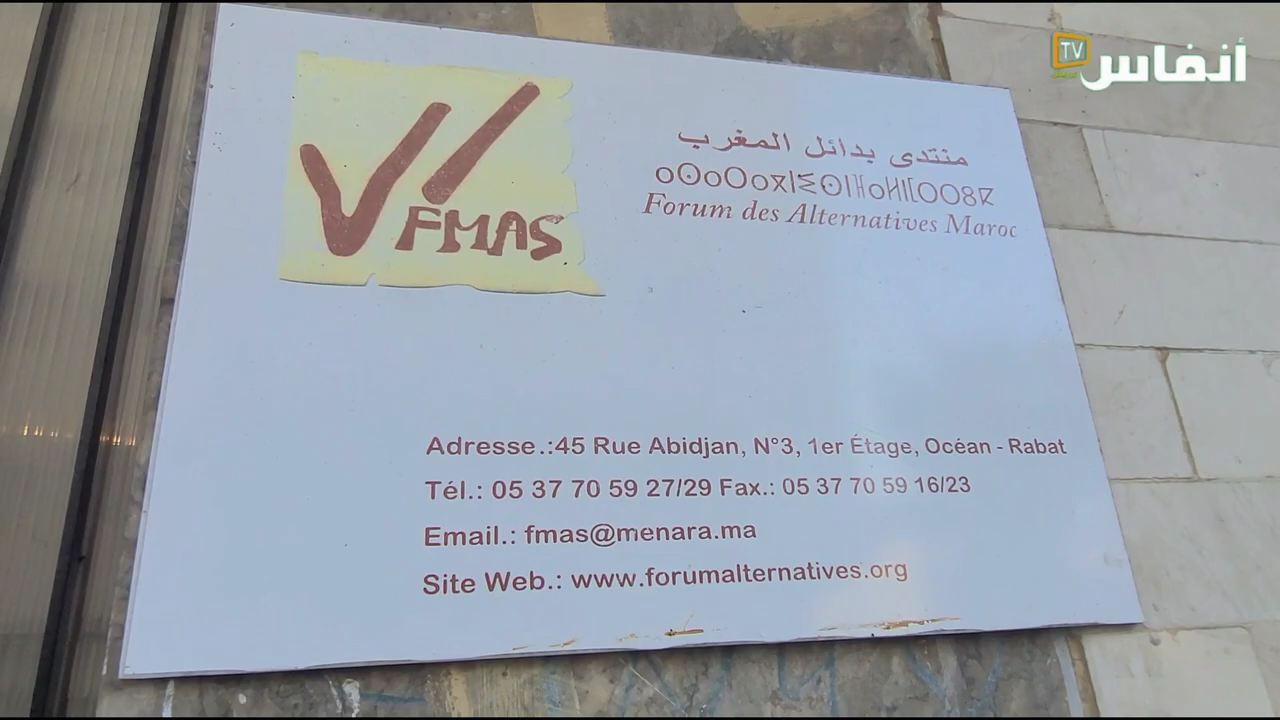 TV
أنفاس
FMAS
منتدى بدائل المغرب
Forum des Alternatives Maroc
Adresse.:45 Rue Abidjan, N°3, 1er Étage, Océan - Rabat
Tél.: 05 37 70 59 27/29 Fax.: 05 37 70 59 16/23
Email.: fmas@menara.ma
Site Web.: www.forumalternatives.org